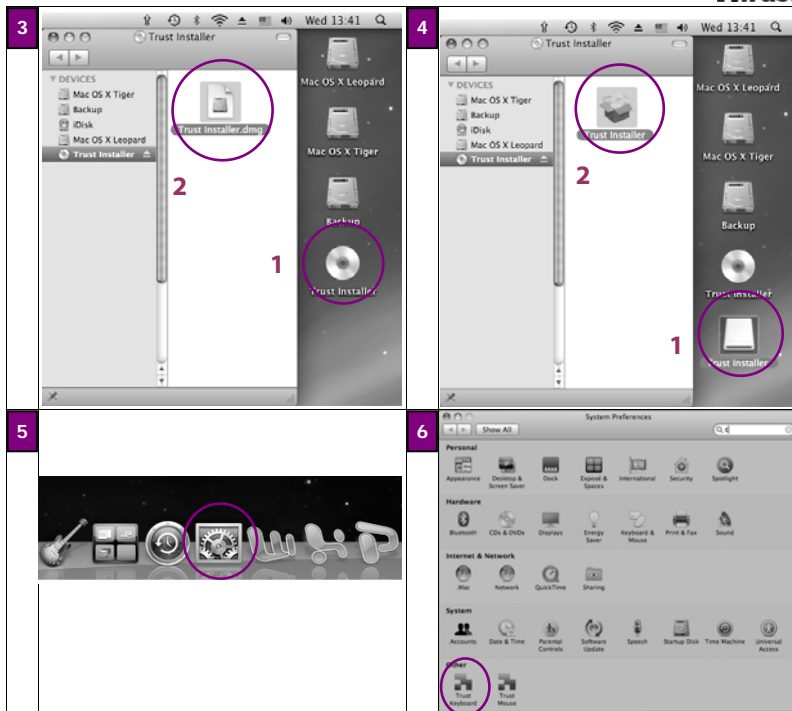 3
Wed 13:41
Trust Installer
DEVICES
Mac OS X Tiger
Backup
iDisk
Mac OS X Leopard
Trust Installer
Trust Installer.dmg
2
Mac OS X Leopard
Mac OS X Tiger
Backup
1
Trust Installer
4
Wed 13:41
Trust Installer
DEVICES
Mac OS X Tiger
Backup
iDisk
Mac OS X Leopard
Trust Installer
Trust Installer
2
Mac OS X Leopard
Mac OS X Tiger
Backup
Trust Installer
1
Trust Installer
5
6
System Preferences
Show All
Personal
Appearance
Desktop &
Screen Saver
Dock
Exposé &
Spaces
International
Security
Spotlight
Hardware
Bluetooth
CDs & DVDs
Displays
Energy
Saver
Keyboard &
Mouse
Print & Fax
Sound
Internet & Network
.Mac
Network
QuickTime
Sharing
System
Accounts
Date & Time
Parental
Controls
Software
Update
Speech
Startup Disk
Time Machine
Universal
Access
Other
Trust
Keyboard
Trust
Mouse